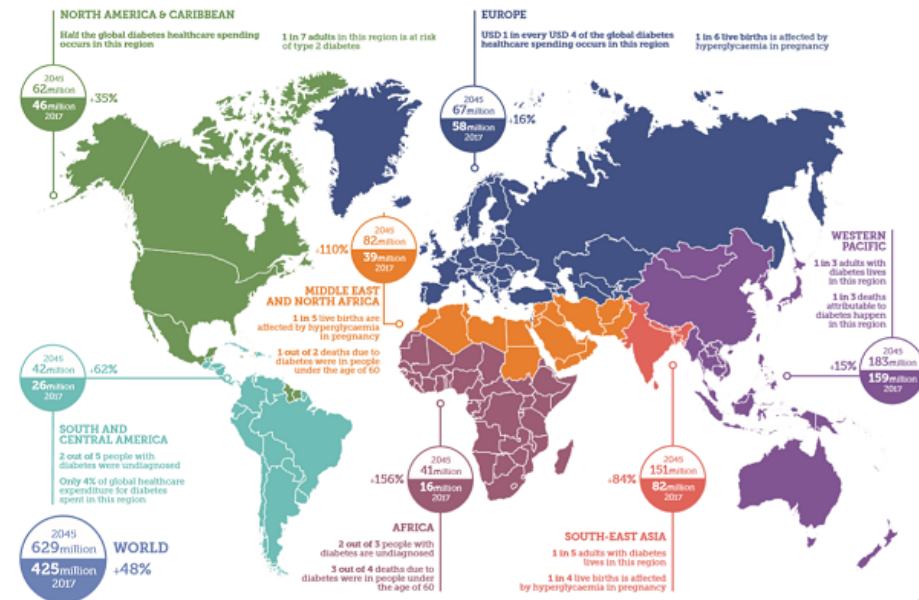 NORTH AMERICA & CARIBBEAN
Half the global diabetes healthcare spending
occurs in this region
1 in 7 adults in this region is at risk
of type 2 diabetes
2045
62million
46million
2017
+35%
EUROPE
USD 1 in every USD 4 of the global diabetes
healthcare spending occurs in this region
1 in 6 live births is affected by
hyperglycaemia in pregnancy
2045
67million
58million
2017
+16%
2045
82million
39million
2017
+110%
MIDDLE EAST
AND NORTH AFRICA
1 in 5 live births are
affected by hyperglycaemia
in pregnancy
1 out of 2 deaths due to
diabetes were in people
under the age of 60
WESTERN
PACIFIC
1 in 3 adults with
diabetes lives
in this region
1 in 3 deaths
attributable to
diabetes happen
in this region
+15%
2045
183million
159million
2017
2045
42million
26million
2017
+62%
SOUTH AND
CENTRAL AMERICA
2 out of 5 people with
diabetes were undiagnosed
Only 4% of global healthcare
expenditure for diabetes
spent in this region
+156%
2045
41million
16million
2017
AFRICA
2 out of 3 people with
diabetes are undiagnosed
3 out of 4 deaths due to
diabetes were in people under
the age of 60
+84%
2045
151million
82million
2017
SOUTH-EAST ASIA
1 in 5 adults with diabetes
lives in this region
1 in 4 live births is affected
by hyperglycaemia in pregnancy
2045
629million
425million
2017
WORLD
+48%